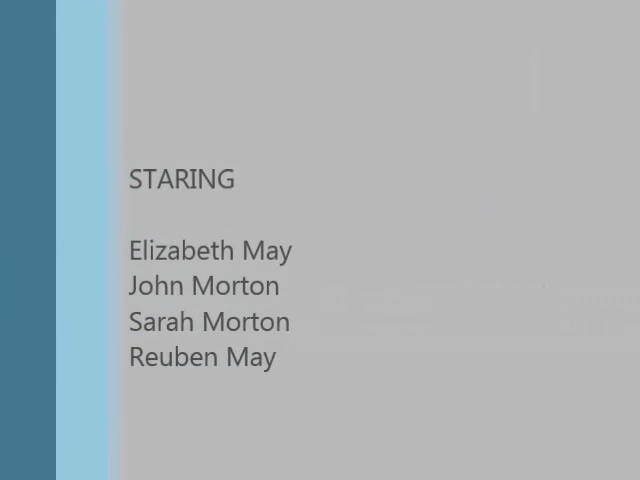 STARING
Elizabeth May
John Morton
Sarah Morton
Reuben May